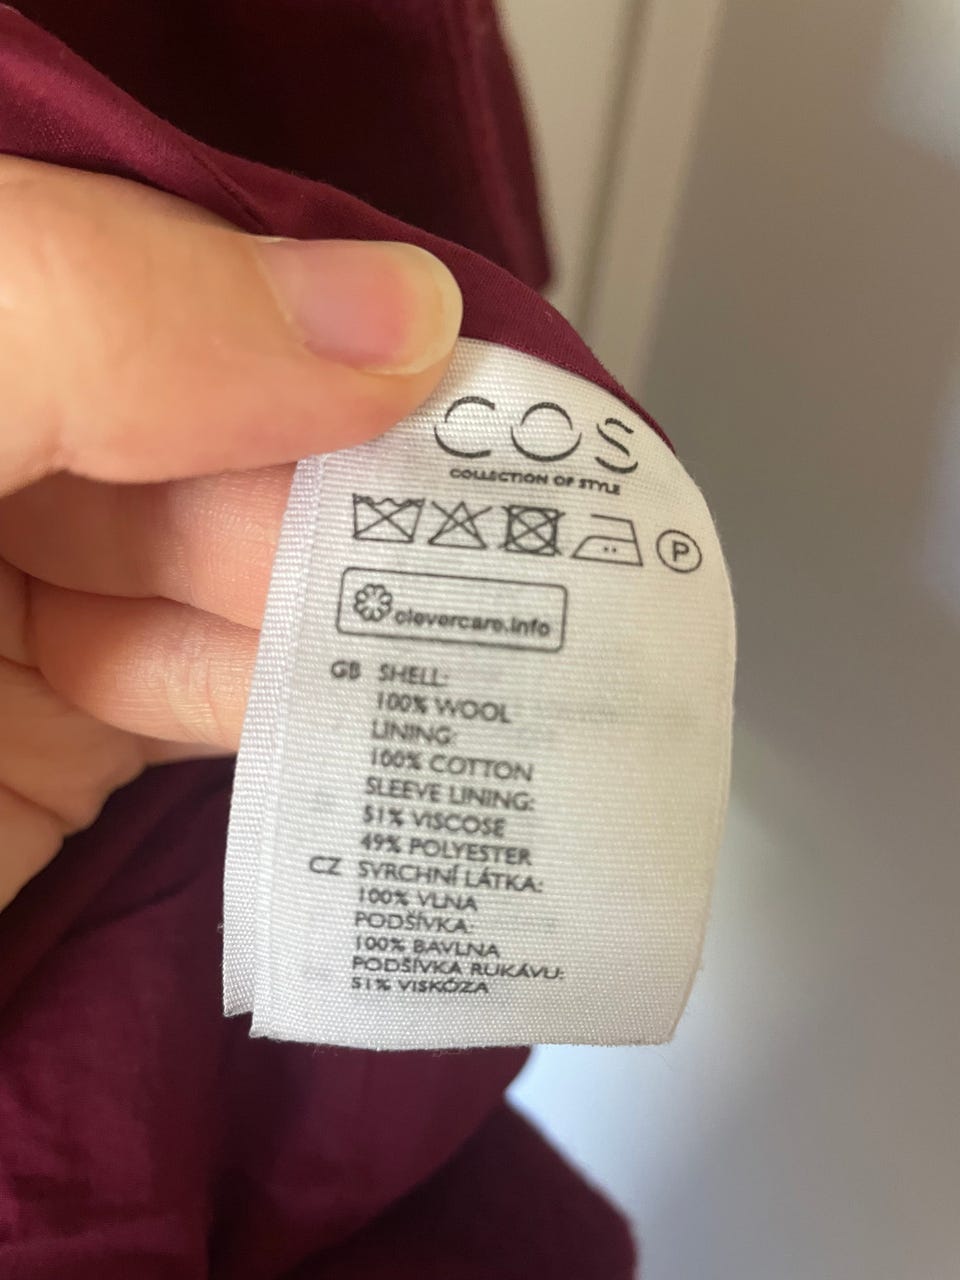 COS
COLLECTION OF STYLE
P
clevercare.info
GB SHELL:
100% WOOL
LINING:
100% COTTON
SLEEVE LINING:
51% VISCOSE
49% POLYESTER
CZ SVRCHNÍ LÁTKA:
100% VLNA
PODŠÍVKA:
100% BAVLNA
PODŠÍVKA RUKÁVU:
51% VISKÓZA